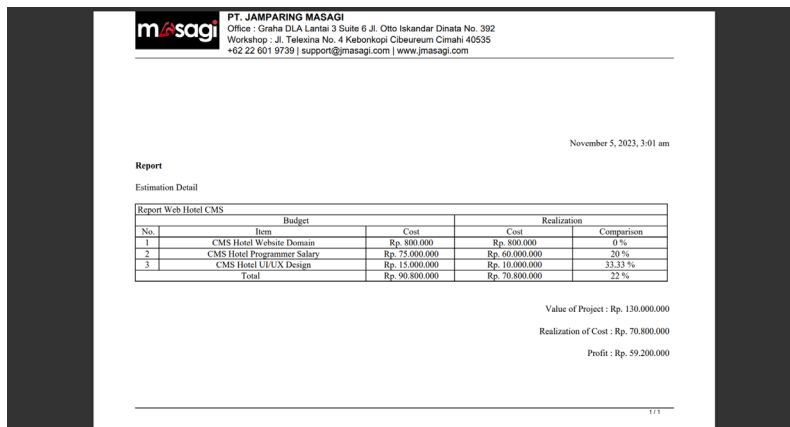 masagi
PT. JAMPARING MASAGI
Office : Graha DLA Lantai 3 Suite 6 Jl. Otto Iskandar Dinata No. 392
Workshop : Jl. Telexina No. 4 Kebonkopi Cibeureum Cimahi 40535
+62 22 601 9739 | support@jmasagi.com | www.jmasagi.com
November 5, 2023, 3:01 am
Report
Estimation Detail
Report Web Hotel CMS
Budget Realization
No. Item Cost Cost Comparison
1 CMS Hotel Website Domain Rp. 800.000 Rp. 800.000 0 %
2 CMS Hotel Programmer Salary Rp. 75.000.000 Rp. 60.000.000 20 %
3 CMS Hotel UI/UX Design Rp. 15.000.000 Rp. 10.000.000 33.33 %
Total Rp. 90.800.000 Rp. 70.800.000 22 %
Value of Project : Rp. 130.000.000
Realization of Cost : Rp. 70.800.000
Profit : Rp. 59.200.000
1 / 1